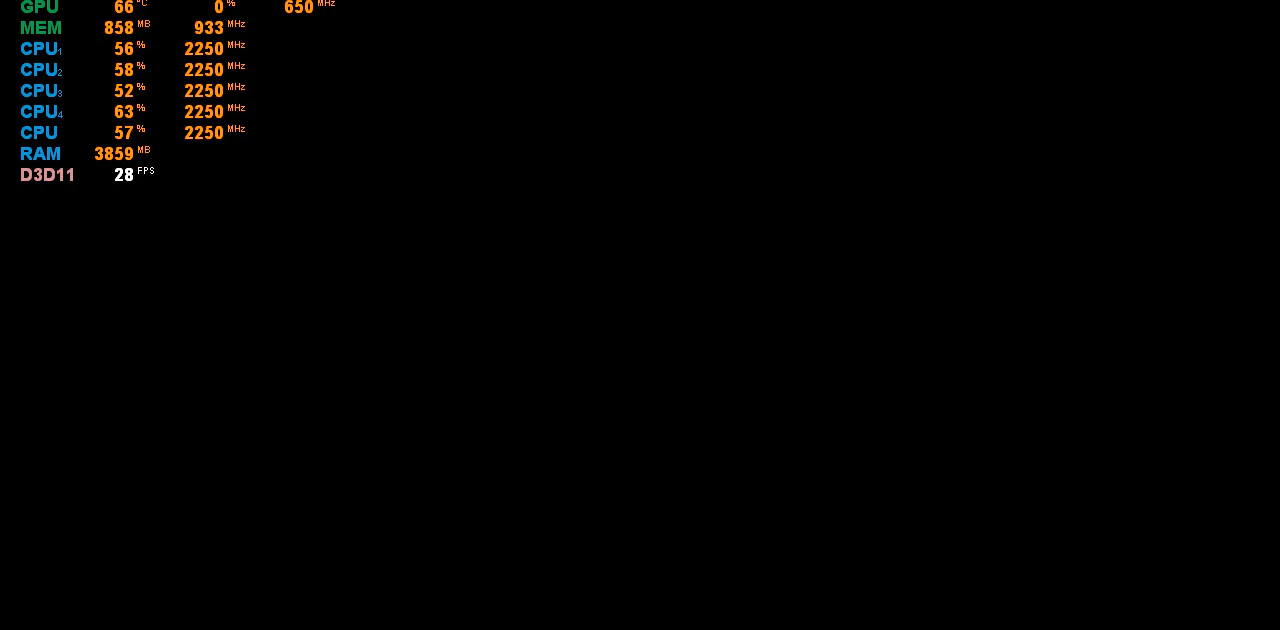 GPU 66 °C 0 % 650 MHz
MEM 858 MB 933 MHz
CPU1 56 % 2250 MHz
CPU2 58 % 2250 MHz
CPU3 52 % 2250 MHz
CPU4 63 % 2250 MHz
CPU 57 % 2250 MHz
RAM 3859 MB
D3D11 28 FPS